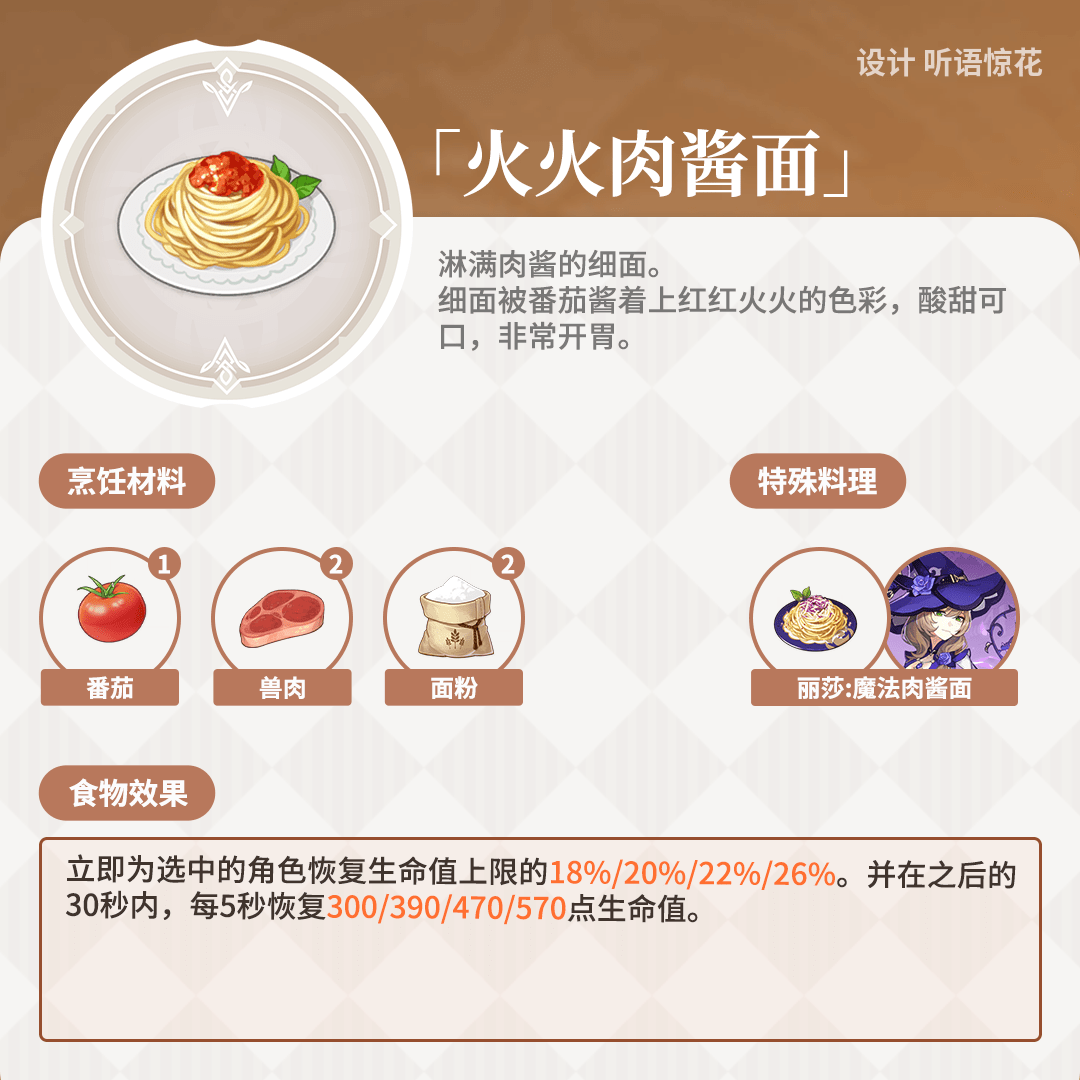 设计 听语惊花
「火火肉酱面」
淋满肉酱的细面。
细面被番茄酱着上红红火火的色彩，酸甜可
口，非常开胃。
烹饪材料
特殊料理
1
2
2
番茄
兽肉
面粉
丽莎:魔法肉酱面
食物效果
立即为选中的角色恢复生命值上限的18%/20%/22%/26%。并在之后的
30秒内，每5秒恢复300/390/470/570点生命值。